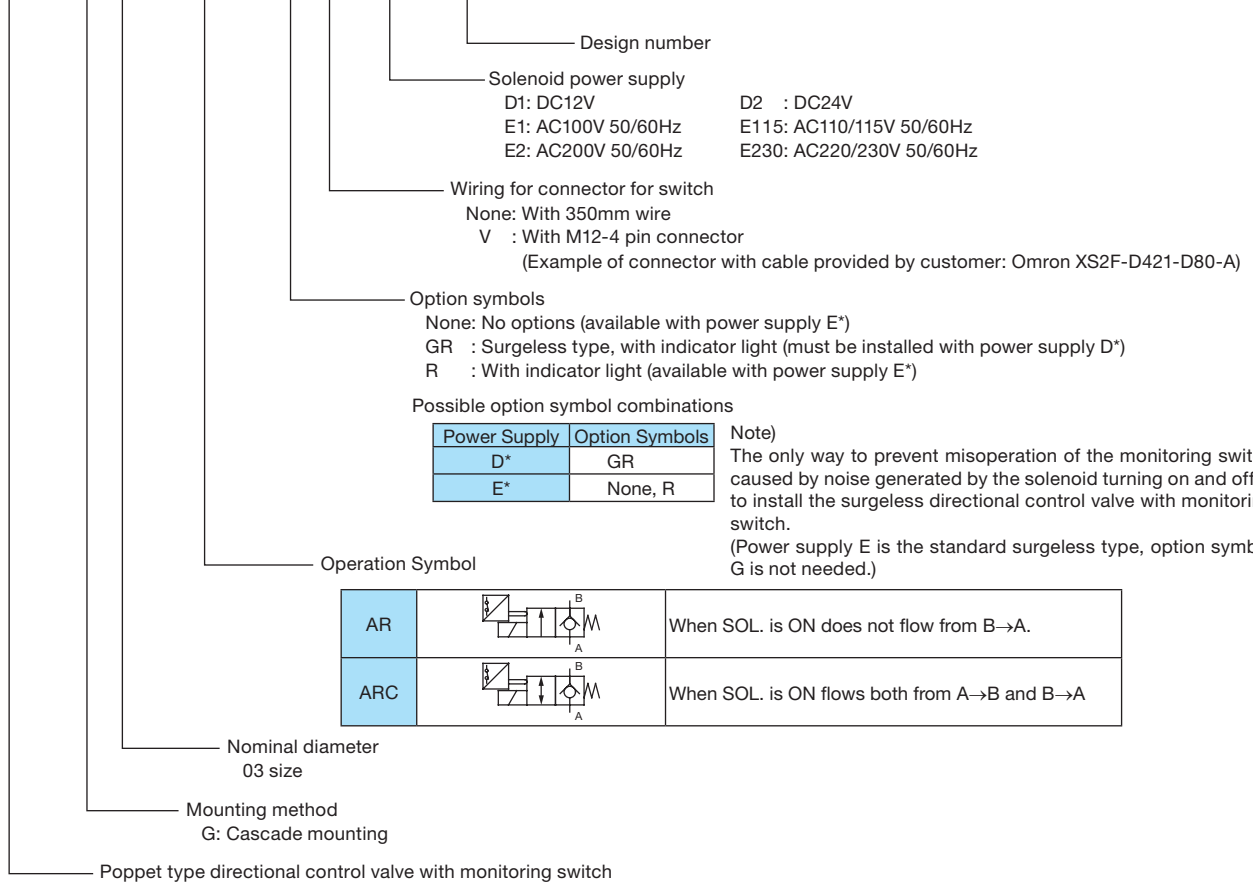 Design number
Solenoid power supply
D1: DC12V D2 : DC24V
E1: AC100V 50/60Hz E115: AC110/115V 50/60Hz
E2: AC200V 50/60Hz E230: AC220/230V 50/60Hz
Wiring for connector for switch
None: With 350mm wire
V : With M12-4 pin connector
(Example of connector with cable provided by customer: Omron XS2F-D421-D80-A)
Option symbols
None: No options (available with power supply E*)
GR : Surgeless type, with indicator light (must be installed with power supply D*)
R : With indicator light (available with power supply E*)
Possible option symbol combinations
Power Supply Option Symbols
D* GR
E* None, R
Note)
The only way to prevent misoperation of the monitoring swit
caused by noise generated by the solenoid turning on and off
to install the surgeless directional control valve with monitori
switch.
(Power supply E is the standard surgeless type, option symb
G is not needed.)
Operation Symbol
AR B A When SOL. is ON does not flow from B→A.
ARC B A When SOL. is ON flows both from A→B and B→A
Nominal diameter
03 size
Mounting method
G: Cascade mounting
Poppet type directional control valve with monitoring switch